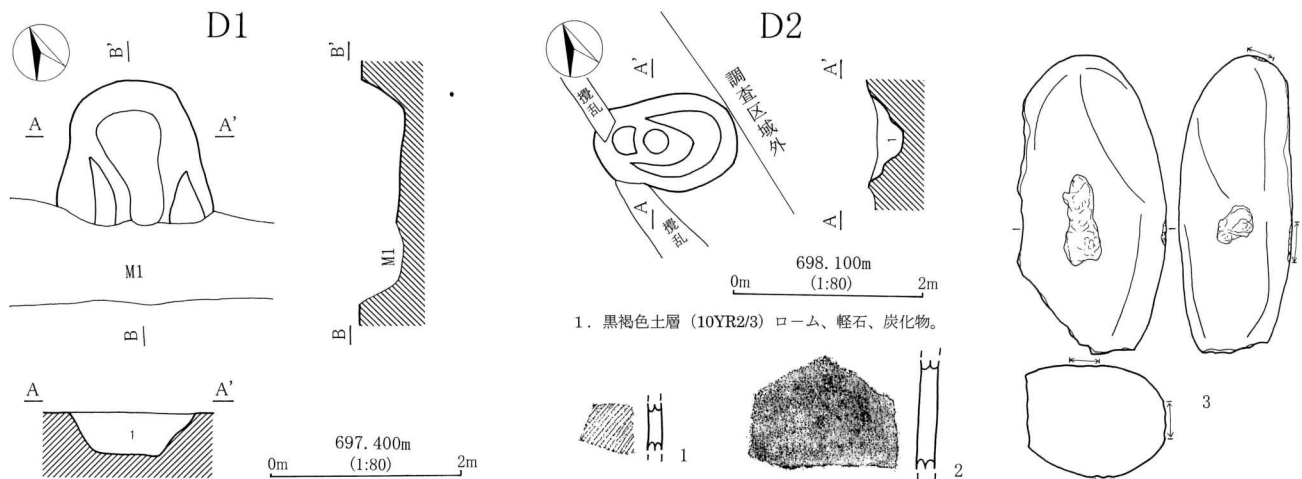 D1
B'
B'
A
A'
M1
M1
B
B
A
A'
1
697.400m
0m (1:80) 2m
D2
A'
A'
攪乱
調査区域外
1
A
A
攪乱
698.100m
0m (1:80) 2m
1. 黒褐色土層 (10YR2/3) ローム、軽石、炭化物。
1
2
3